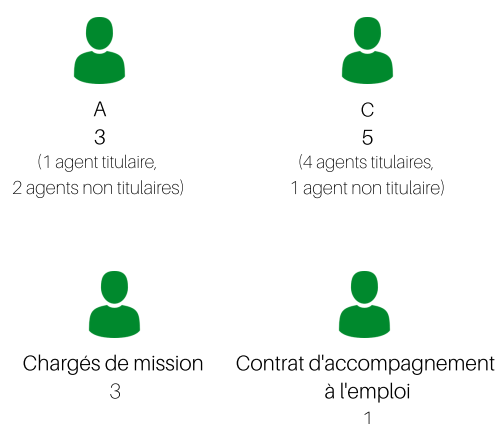 A
3
(1 agent titulaire,
2 agents non titulaires)
C
5
(4 agents titulaires,
1 agent non titulaire)
Chargés de mission
3
Contrat d'accompagnement
à l'emploi
1